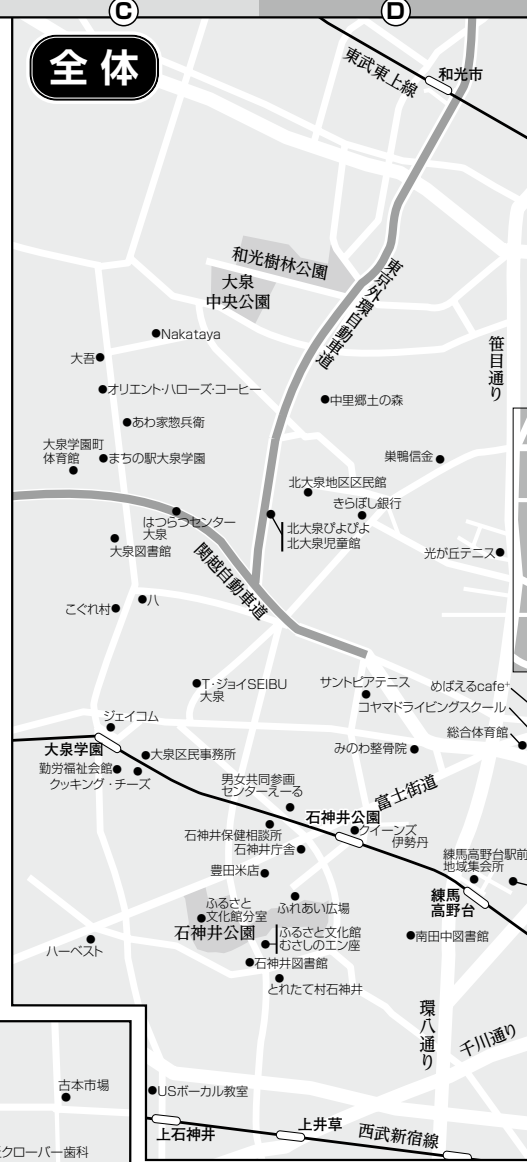 C
D
全体
東武東上線
和光市
和光樹林公園
大泉
中央公園
東京外環自動車道
笹目通り
Nakataya
大吾
オリエント・ハローズ・コーヒー
中里郷土の森
あわ家惣兵衛
大泉学園町
体育館
まちの駅大泉学園
巣鴨信金
北大泉地区区民館
きらぼし銀行
はつらつセンター
大泉
北大泉ぴよぴよ
北大泉児童館
大泉図書館
関越自動車道
光が丘テニス
八
こぐれ村
T・ジョイSEIBU
大泉
サントピアテニス
めばえるcafe+
コヤマドライビングスクール
ジェイコム
総合体育館
大泉学園
大泉区民事務所
みのわ整骨院
勤労福祉会館
クッキング・チーズ
男女共同参画
センターえーる
富士街道
石神井公園
クイーンズ
伊勢丹
石神井保健相談所
石神井庁舎
練馬高野台駅前
地域集会所
豊田米店
練馬
高野台
ふるさと
文化館分室
ふれあい広場
石神井公園
ふるさと文化館
むさしのエン座
南田中図書館
ハーベスト
石神井図書館
とれたて村石神井
環八通り
千川通り
古本市場
USボーカル教室
上石神井
上井草
西武新宿線
クローバー歯科